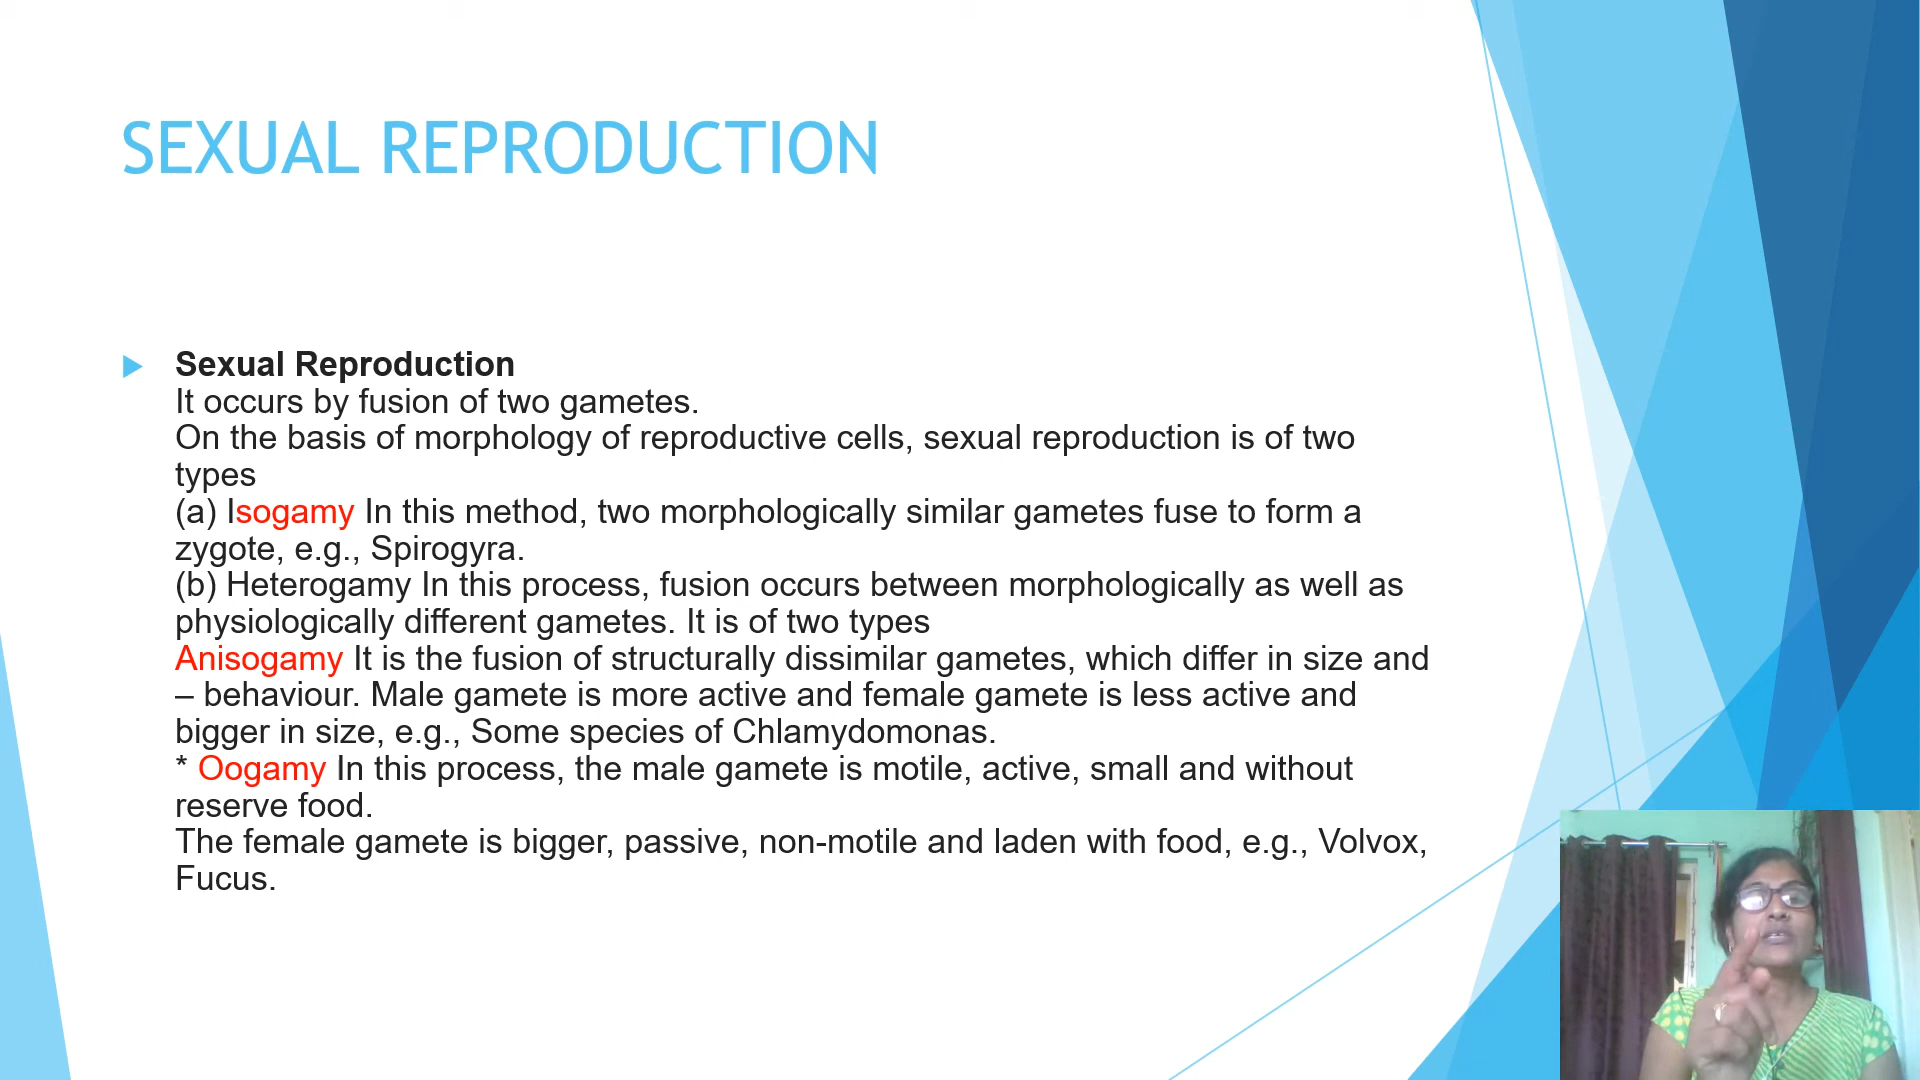 SEXUAL REPRODUCTION
Sexual Reproduction
It occurs by fusion of two gametes.
On the basis of morphology of reproductive cells, sexual reproduction is of two
types
(a) Isogamy In this method, two morphologically similar gametes fuse to form a
zygote, e.g., Spirogyra.
(b) Heterogamy In this process, fusion occurs between morphologically as well as
physiologically different gametes. It is of two types
Anisogamy It is the fusion of structurally dissimilar gametes, which differ in size and
– behaviour. Male gamete is more active and female gamete is less active and
bigger in size, e.g., Some species of Chlamydomonas.
* Oogamy In this process, the male gamete is motile, active, small and without
reserve food.
The female gamete is bigger, passive, non-motile and laden with food, e.g., Volvox,
Fucus.